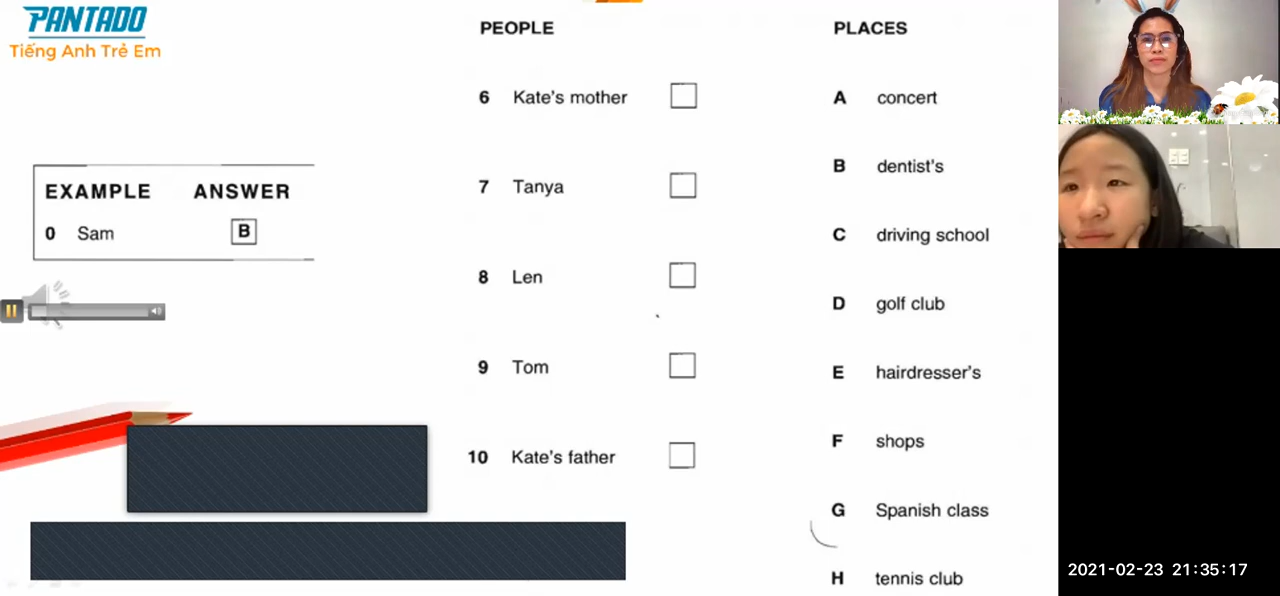 PANTADO
Tiếng Anh Trẻ Em
EXAMPLE ANSWER
0 Sam B
PEOPLE
6 Kate's mother
7 Tanya
8 Len
9 Tom
10 Kate's father
PLACES
A concert
B dentist's
C driving school
D golf club
E hairdresser's
F shops
G Spanish class
H tennis club
2021-02-23 21:35:17